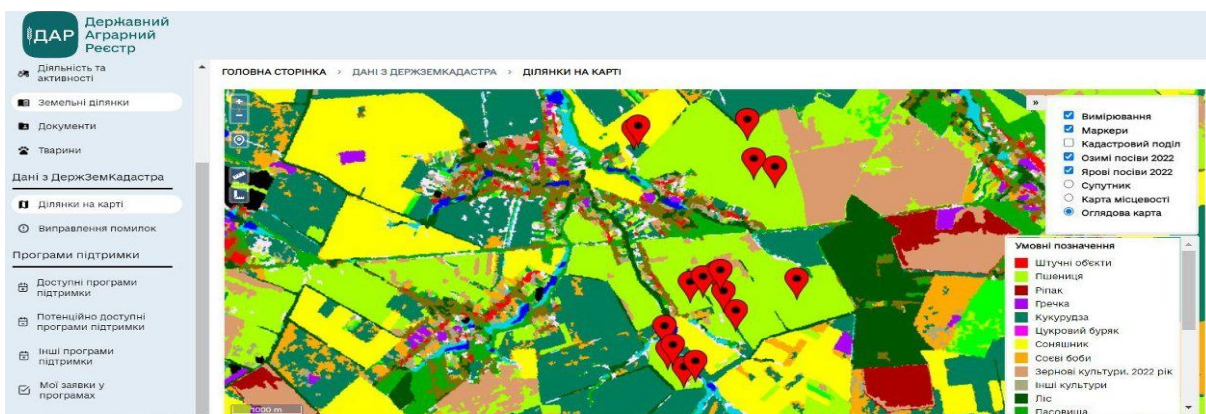 ДАР
Державний
Аграрний
Реєстр
Діяльність та
активності
Земельні ділянки
Документи
Тварини
Дані з ДержЗемКадастра
Ділянки на карті
Виправлення помилок
Програми підтримки
Доступні програми
підтримки
Потенційно доступні
програми підтримки
Інші програми
підтримки
Мої заявки у
програмах
ГОЛОВНА СТОРІНКА > ДАНІ З ДЕРЖЗЕМКАДАСТРА > ДІЛЯНКИ НА КАРТІ
+
−
1000 m
»
Вимірювання
Маркери
Кадастровий поділ
Озимі посіви 2022
Ярові посіви 2022
Супутник
Карта місцевості
Оглядова карта
Умовні позначення
Штучні об'єкти
Пшениця
Ріпак
Гречка
Кукурудза
Цукровий буряк
Соняшник
Соєві боби
Зернові культури. 2022 рік
Інші культури
Ліс
Пасовища